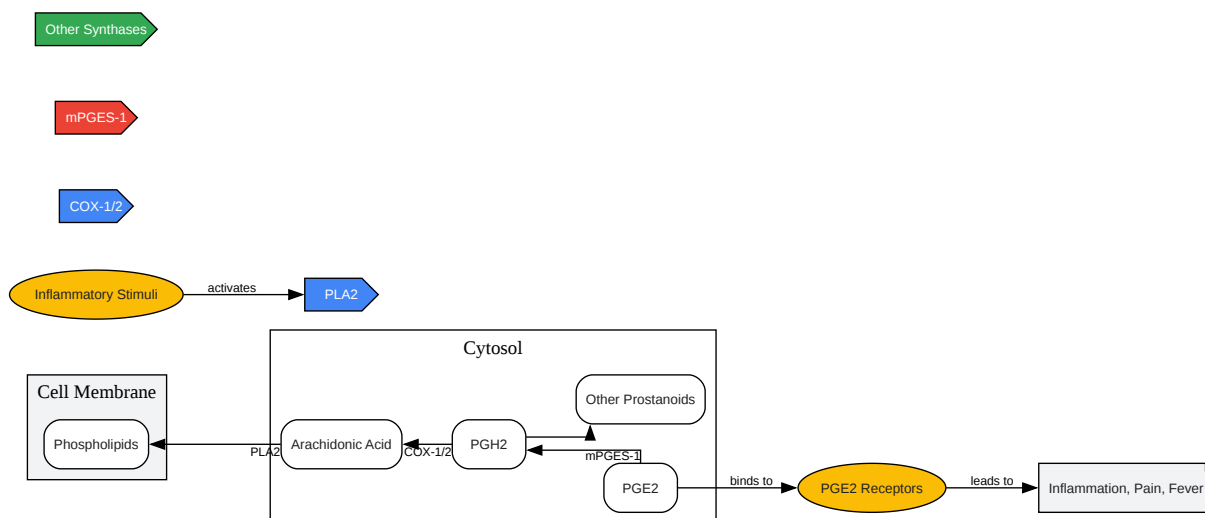 Other Synthases
mPGES-1
COX-1/2
Inflammatory Stimuli
activates
PLA2
Cytosol
Cell Membrane
Other Prostanoids
Phospholipids
PLA2
Arachidonic Acid
COX-1/2
PGH2
mPGES-1
PGE2
binds to
PGE2 Receptors
leads to
Inflammation, Pain, Fever